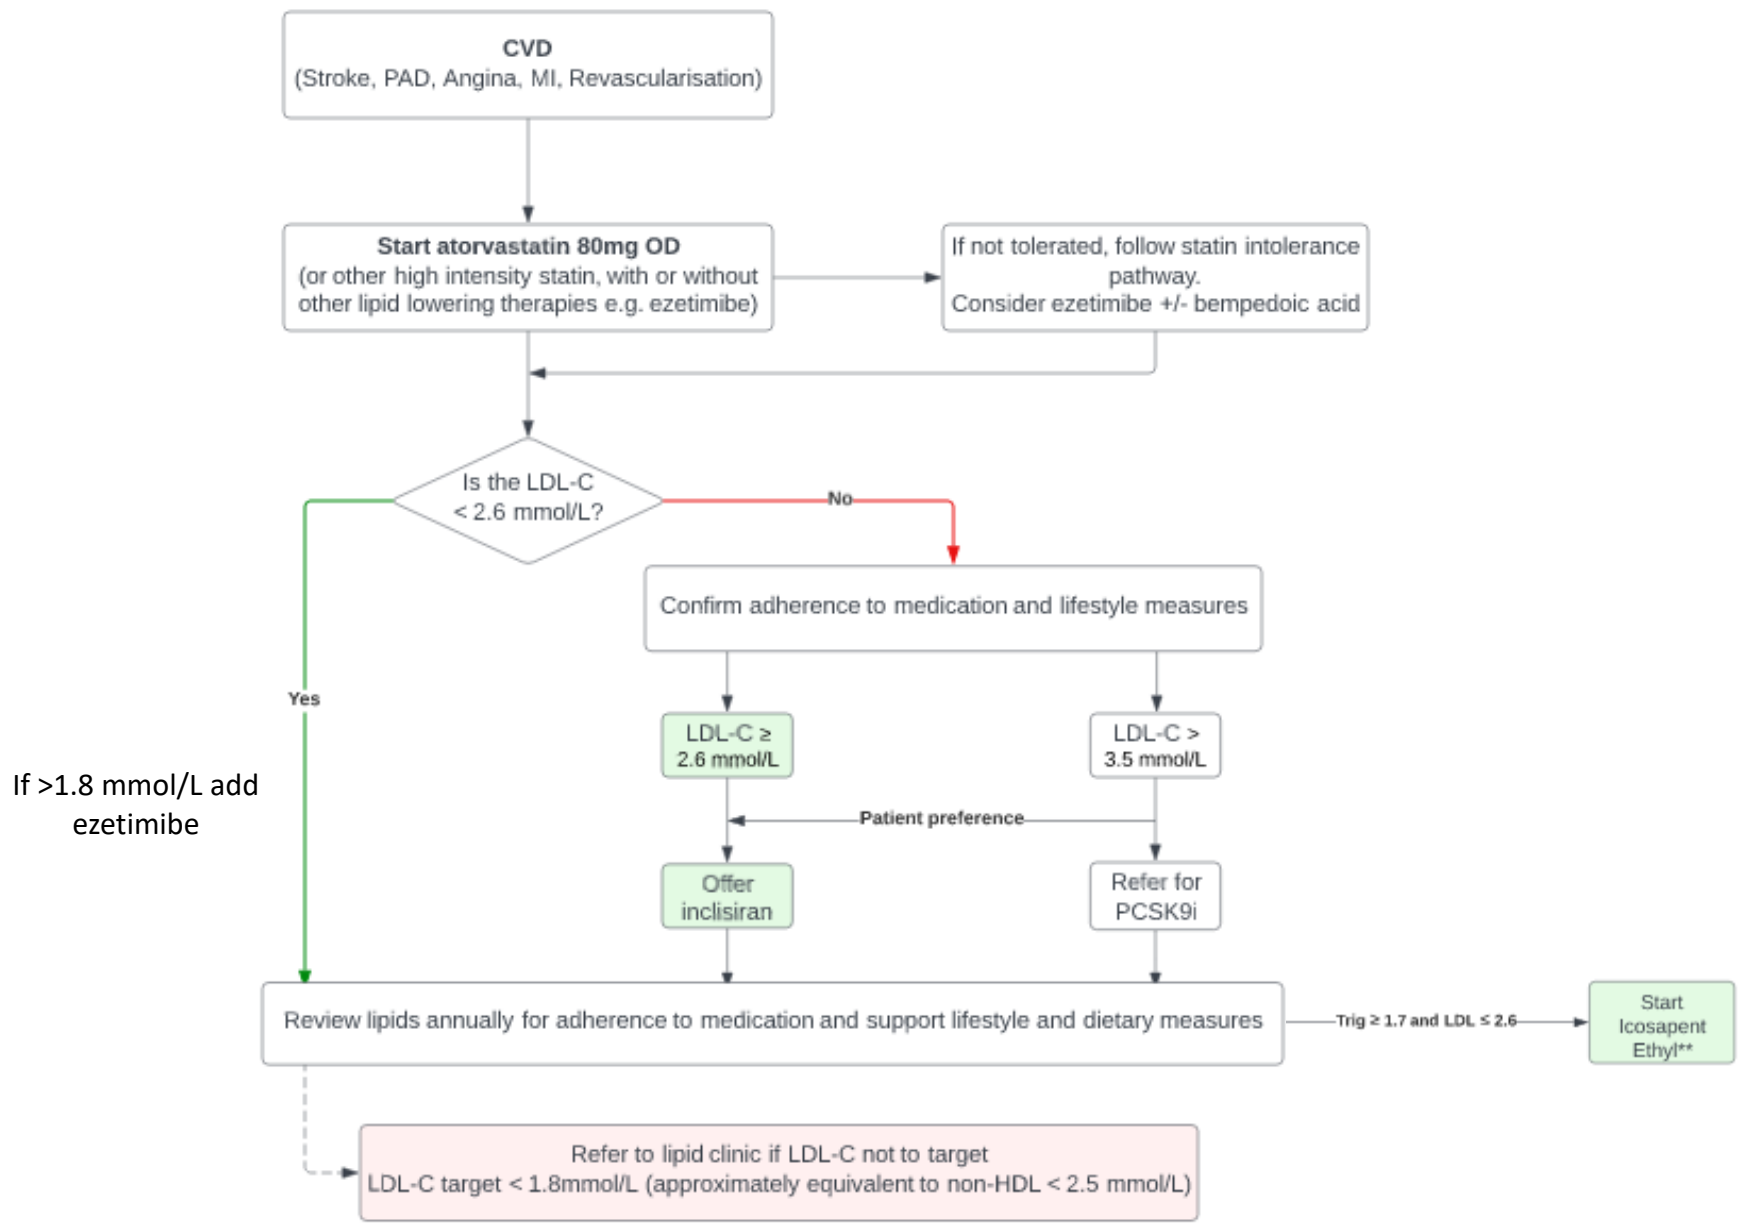 CVD
(Stroke, PAD, Angina, MI, Revascularisation)
Start atorvastatin 80mg OD
(or other high intensity statin, with or without
other lipid lowering therapies e.g. ezetimibe)
If not tolerated, follow statin intolerance
pathway.
Consider ezetimibe +/- bempedoic acid
Is the LDL-C
< 2.6 mmol/L?
No
Confirm adherence to medication and lifestyle measures
Yes
LDL-C ≥
2.6 mmol/L
LDL-C >
3.5 mmol/L
If >1.8 mmol/L add
ezetimibe
Patient preference
Offer
inclisiran
Refer for
PCSK9i
Review lipids annually for adherence to medication and support lifestyle and dietary measures
Trig ≥ 1.7 and LDL ≤ 2.6
Start
Icosapent
Ethyl**
Refer to lipid clinic if LDL-C not to target
LDL-C target < 1.8mmol/L (approximately equivalent to non-HDL < 2.5 mmol/L)